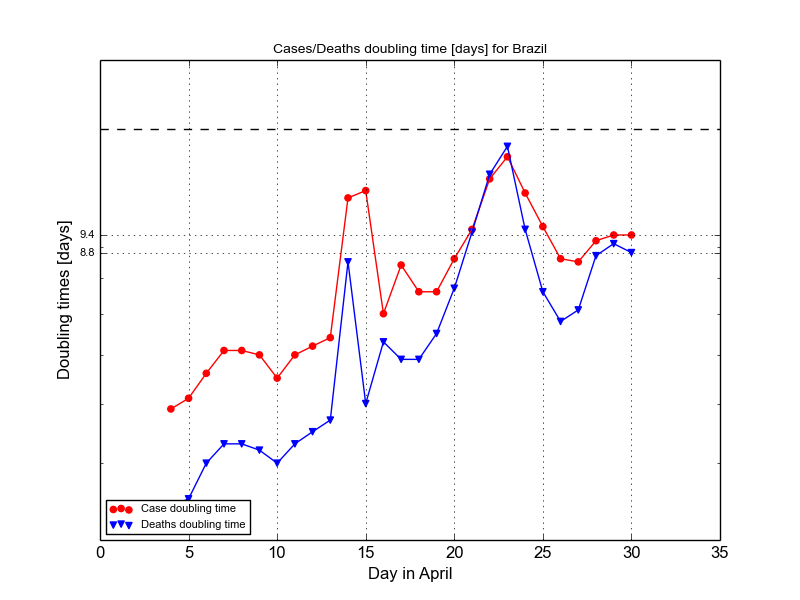 Cases/Deaths doubling time [days] for Brazil
Doubling times [days]
9.4
8.8
Case doubling time
Deaths doubling time
0 5 10 15 20 25 30 35
Day in April